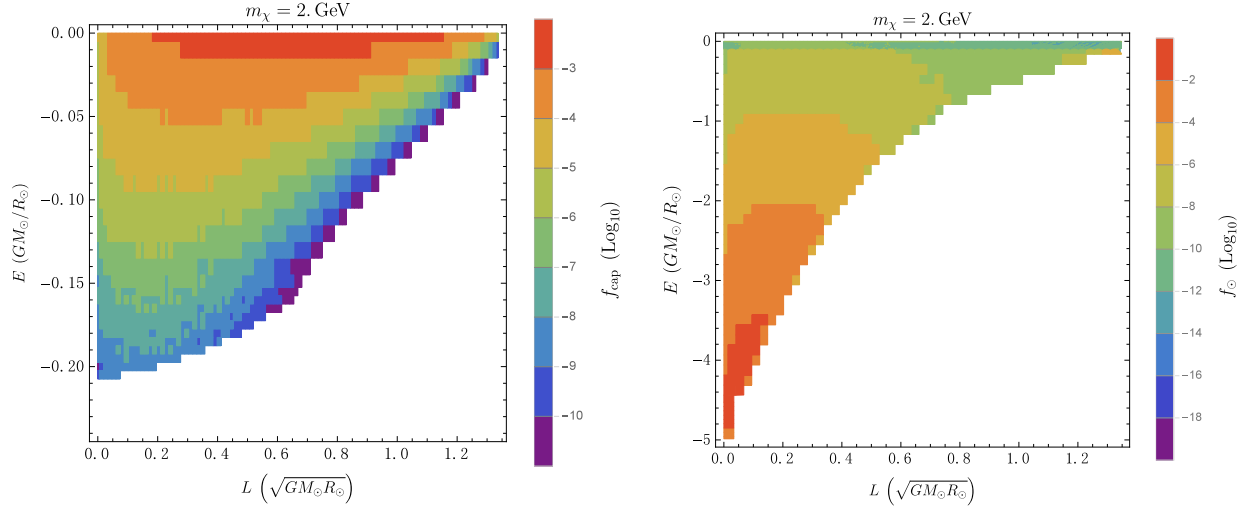 m_χ = 2. GeV
0.00
−0.05
−0.10
−0.15
−0.20
E (GM_⊙/R_⊙)
0.0 0.2 0.4 0.6 0.8 1.0 1.2
L (√GM_⊙R_⊙)
−3
−4
−5
−6
−7
−8
−9
−10
f_cap (Log₁₀)
m_χ = 2. GeV
0
−1
−2
−3
−4
−5
E (GM_⊙/R_⊙)
0.0 0.2 0.4 0.6 0.8 1.0 1.2
L (√GM_⊙R_⊙)
−2
−4
−6
−8
−10
−12
−14
−16
−18
f_⊙ (Log₁₀)